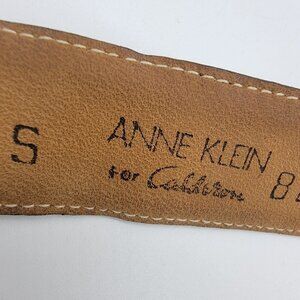 S ANNE KLEIN
FOR Calderon 8